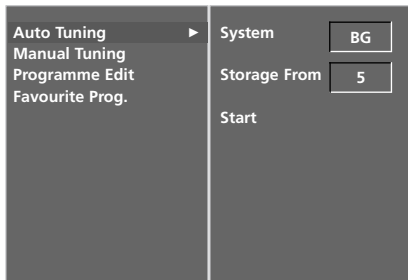 Auto Tuning ►
Manual Tuning
Programme Edit
Favourite Prog.
System BG
Storage From 5
Start